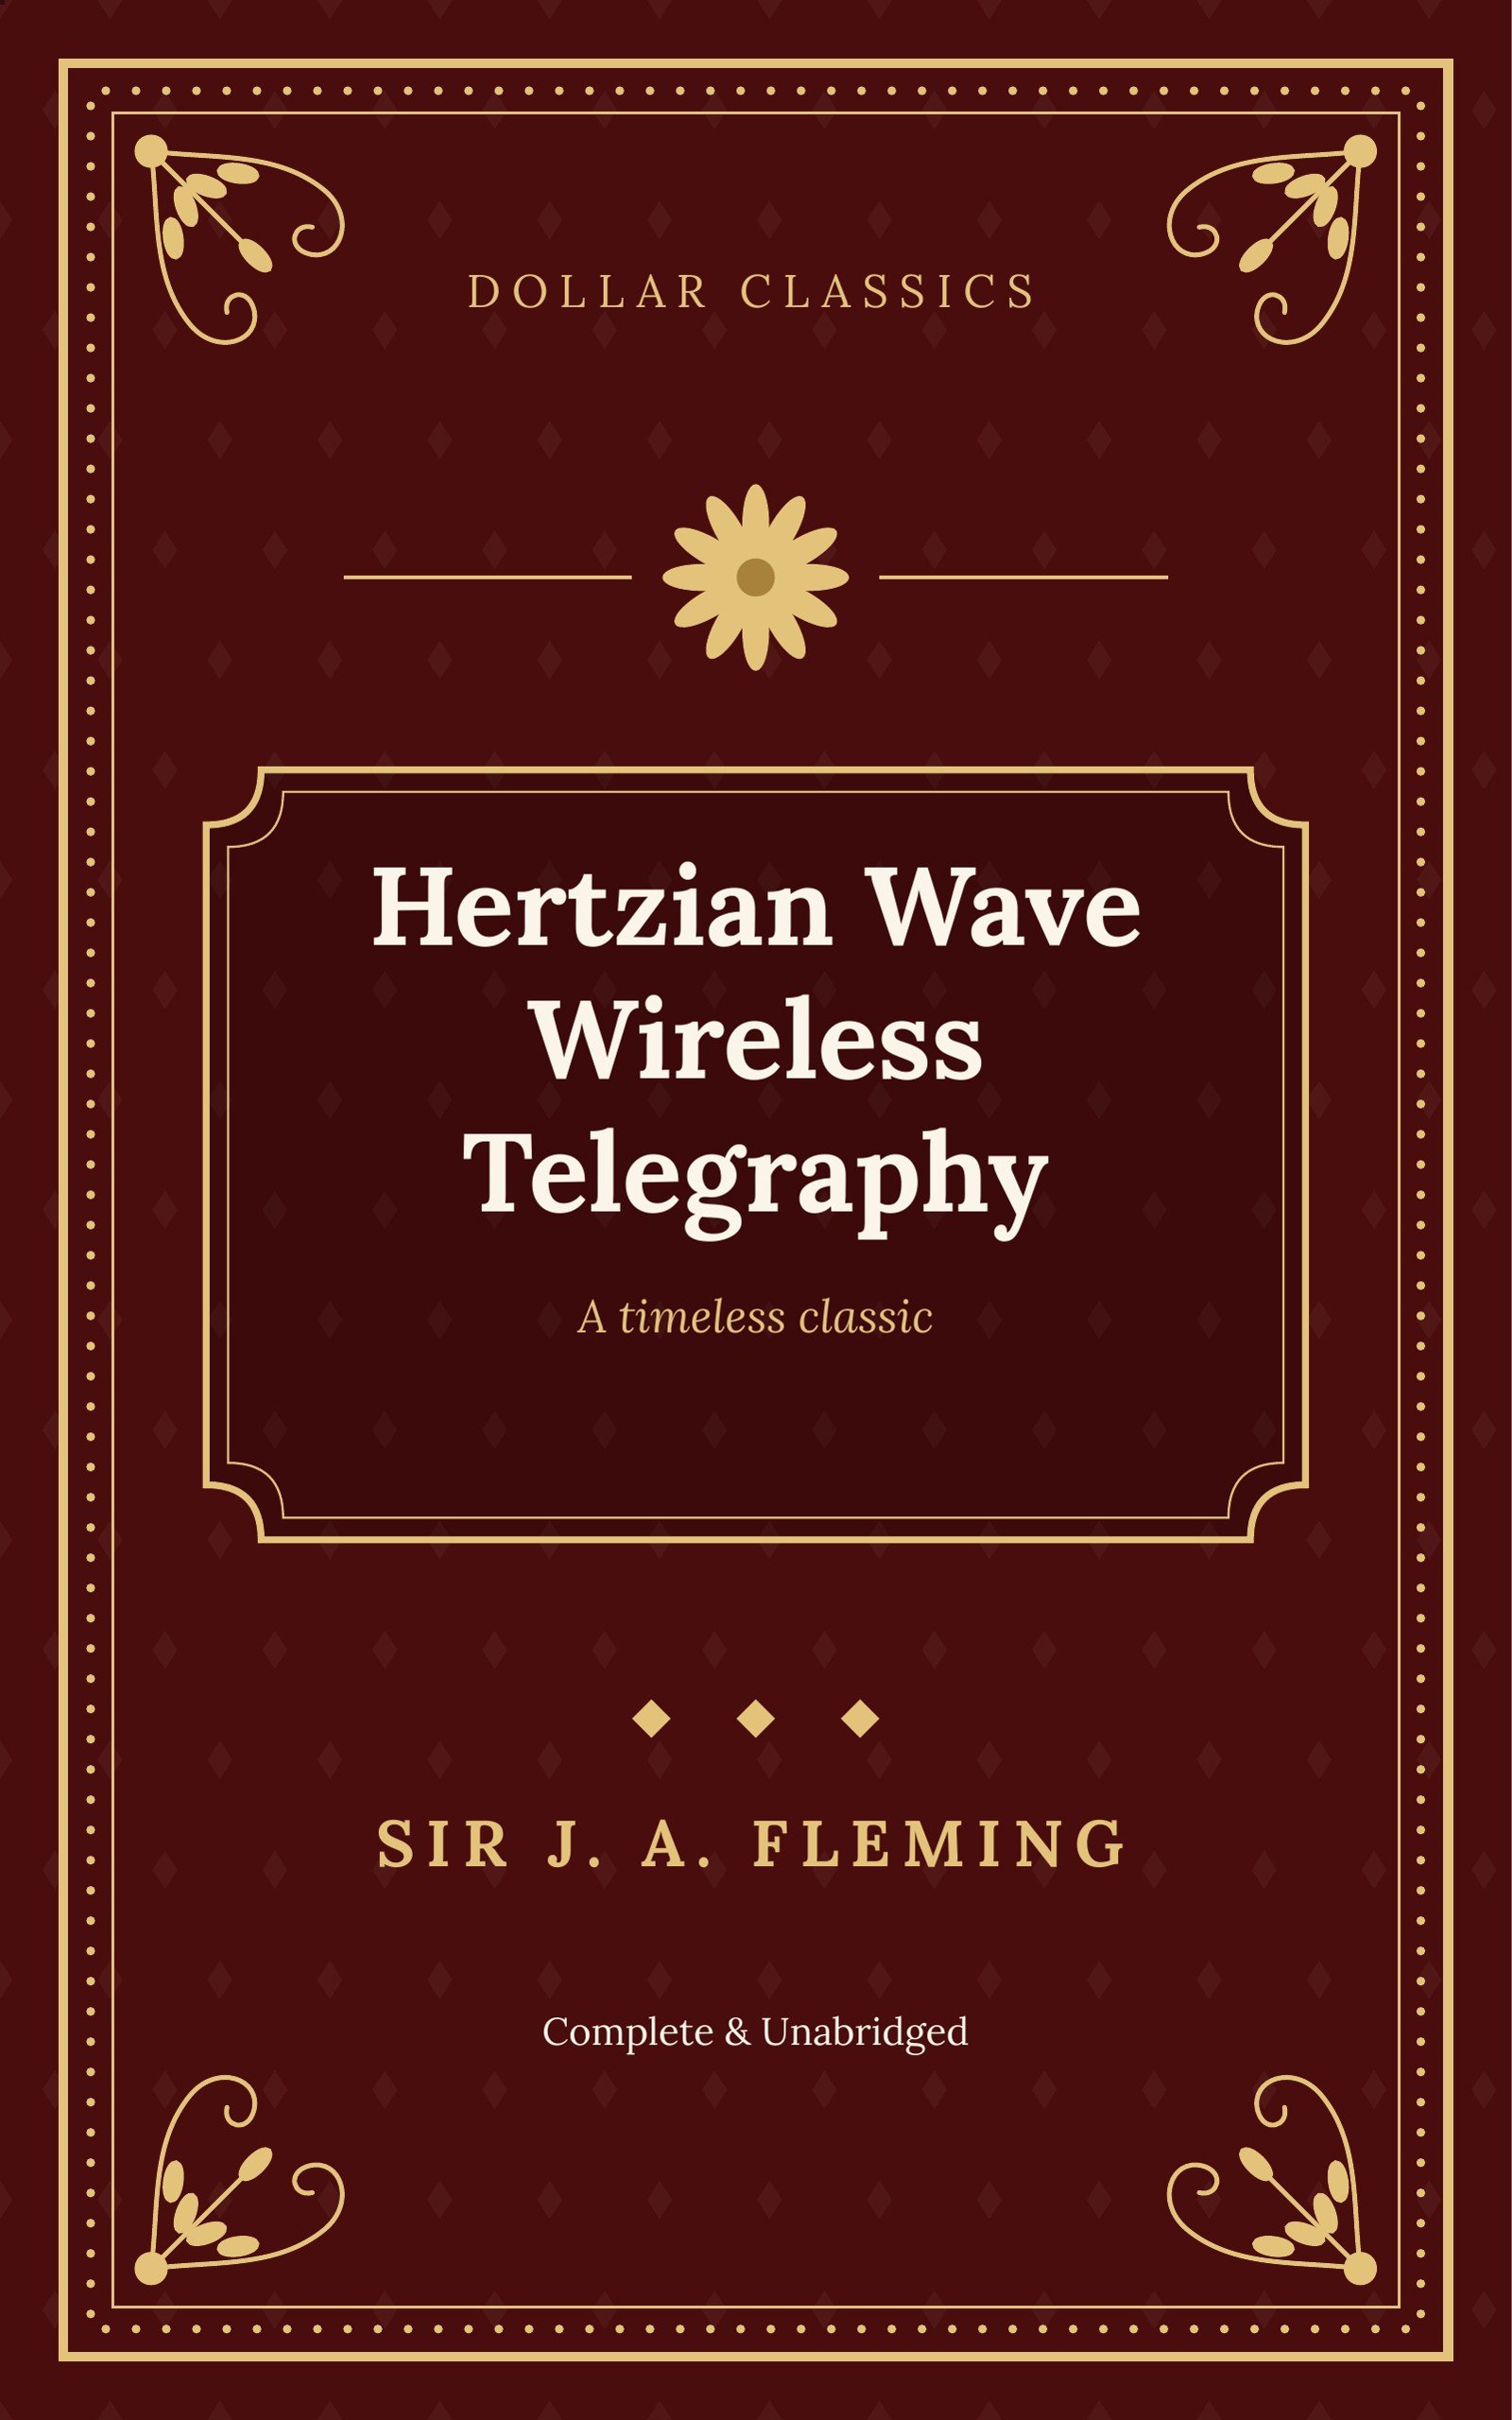 DOLLAR CLASSICS
Hertzian Wave
Wireless
Telegraphy
A timeless classic
SIR J. A. FLEMING
Complete & Unabridged